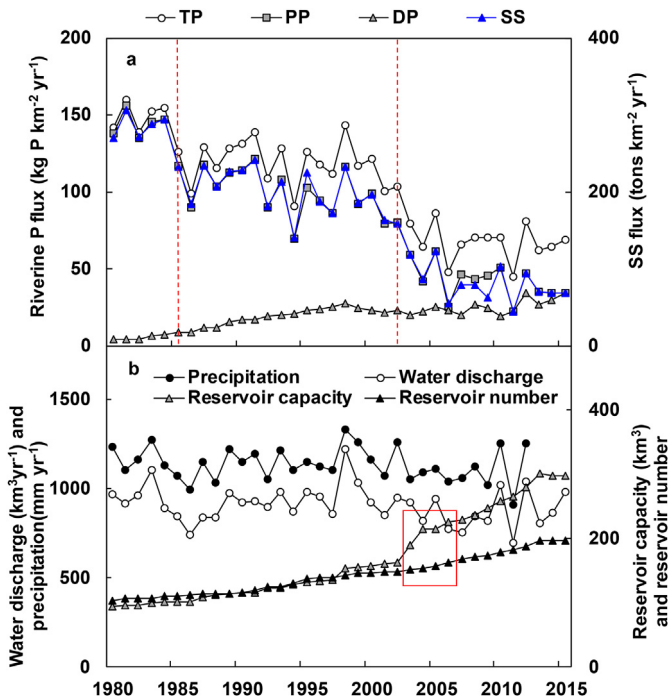 TP PP DP SS
a
200
150
100
50
0
Riverine P flux (kg P km-2 yr-1)
400
200
0
SS flux (tons km-2 yr-1)
b
Precipitation Water discharge
Reservoir capacity Reservoir number
1500
1000
500
0
Water discharge (km3yr-1) and
precipitation(mm yr-1)
400
200
0
Reservoir capacity (km3)
and reservoir number
1980 1985 1990 1995 2000 2005 2010 2015